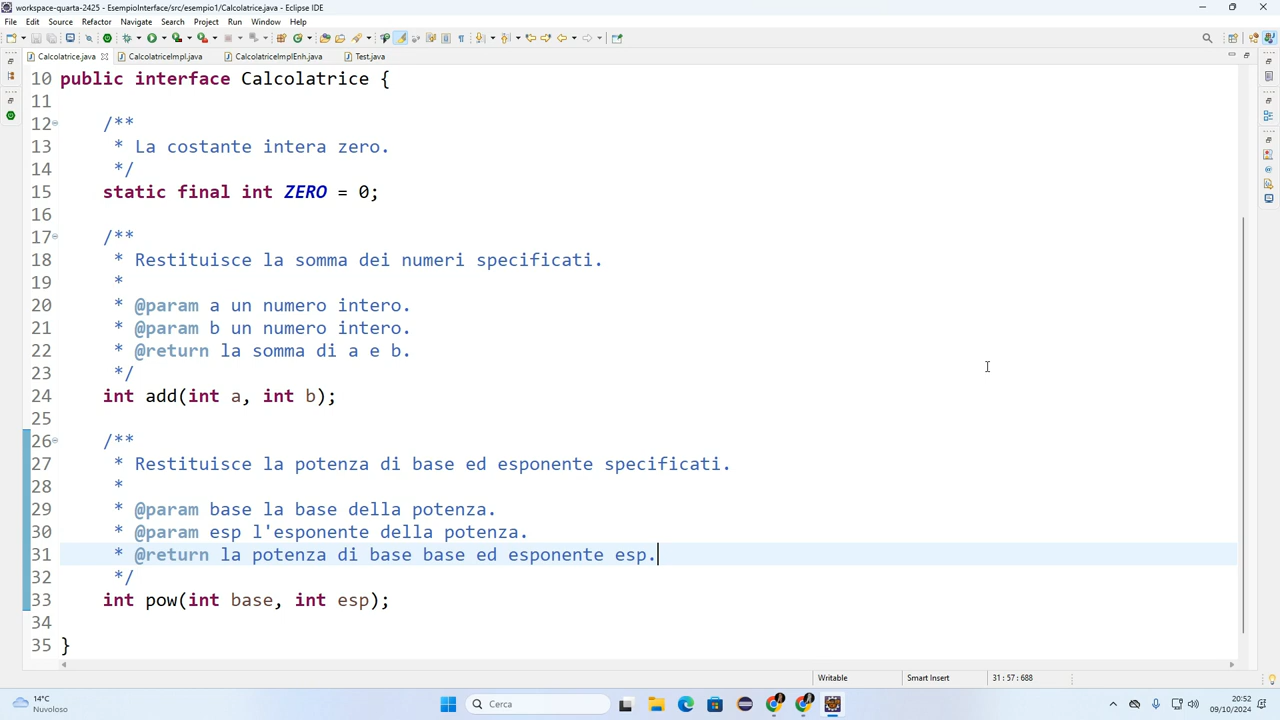 workspace-quarta-2425 - EsempioInterface/src/esempio1/Calcolatrice.java - Eclipse IDE
File Edit Source Refactor Navigate Search Project Run Window Help
Calcolatrice.java CalcolatriceImpl.java CalcolatriceImplEnh.java Test.java
10 public interface Calcolatrice {
11
12 /**
13 * La costante intera zero.
14 */
15 static final int ZERO = 0;
16
17 /**
18 * Restituisce la somma dei numeri specificati.
19 *
20 * @param a un numero intero.
21 * @param b un numero intero.
22 * @return la somma di a e b.
23 */
24 int add(int a, int b);
25
26 /**
27 * Restituisce la potenza di base ed esponente specificati.
28 *
29 * @param base la base della potenza.
30 * @param esp l'esponente della potenza.
31 * @return la potenza di base base ed esponente esp.
32 */
33 int pow(int base, int esp);
34
35 }
Writable Smart Insert 31 : 57 : 688
14°C
Nuvoloso
Cerca
20:52
09/10/2024